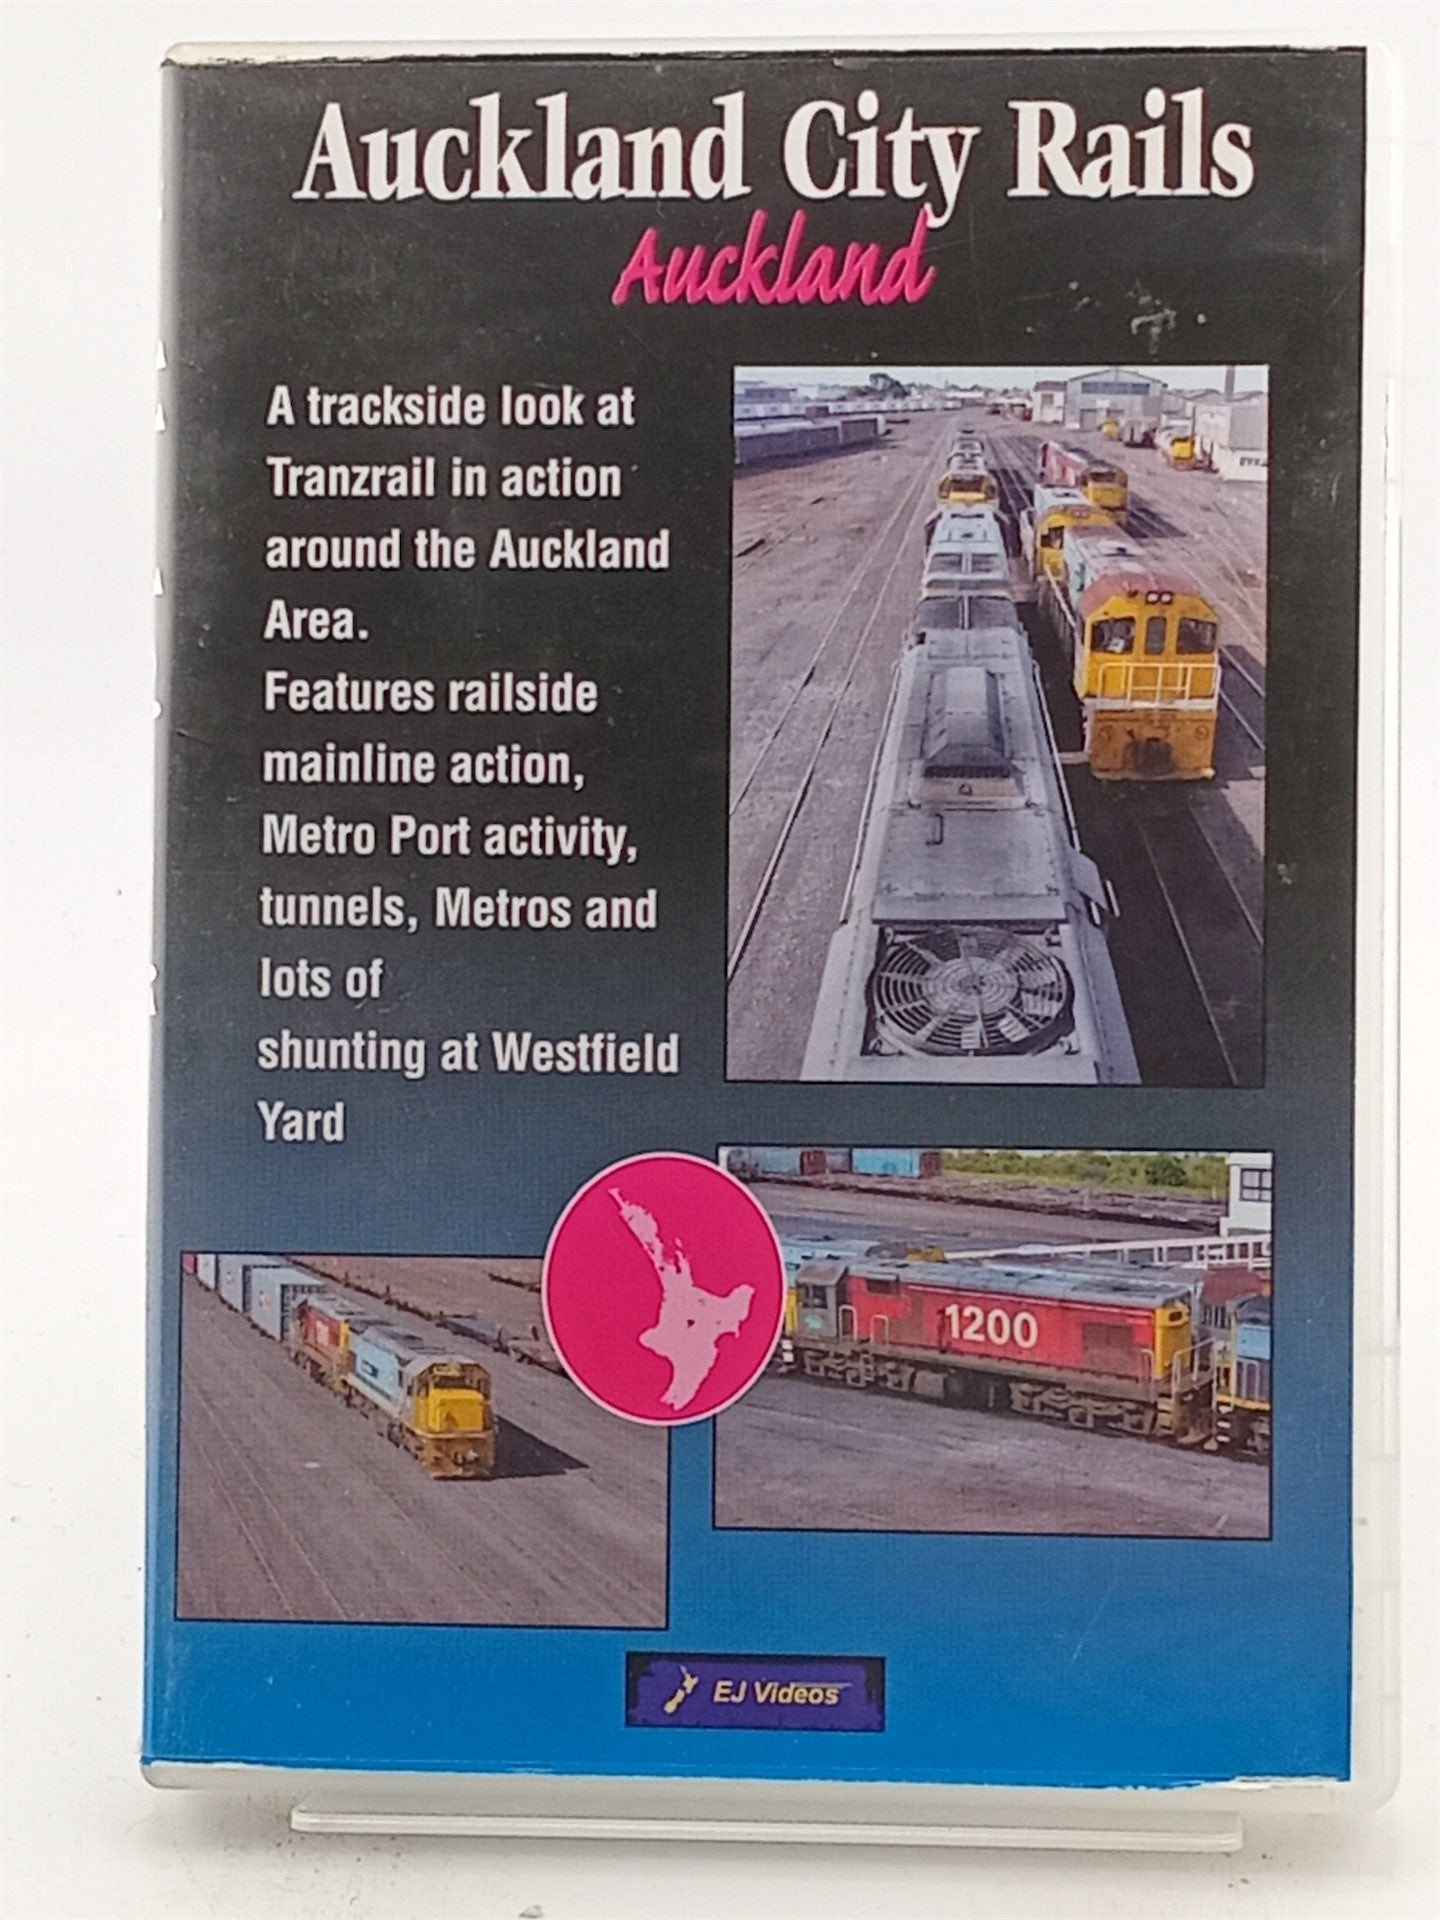 Auckland City Rails
Auckland
A trackside look at
Tranzrail in action
around the Auckland
Area.
Features railside
mainline action,
Metro Port activity,
tunnels, Metros and
lots of
shunting at Westfield
Yard
1200
EJ Videos